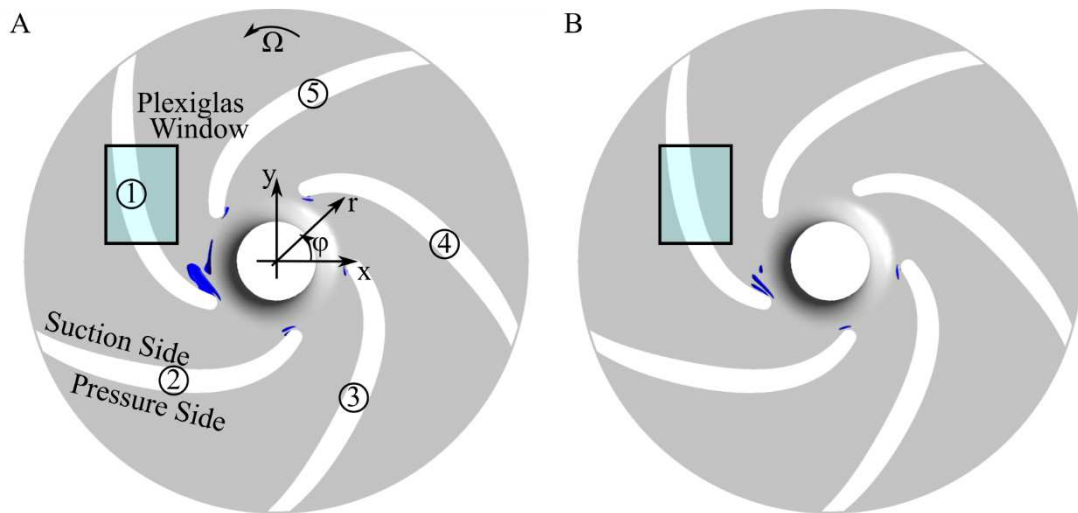 A
Ω
B
Plexiglas
Window
⑤
①
y
r
φ
x
④
Suction Side
②
Pressure Side
③